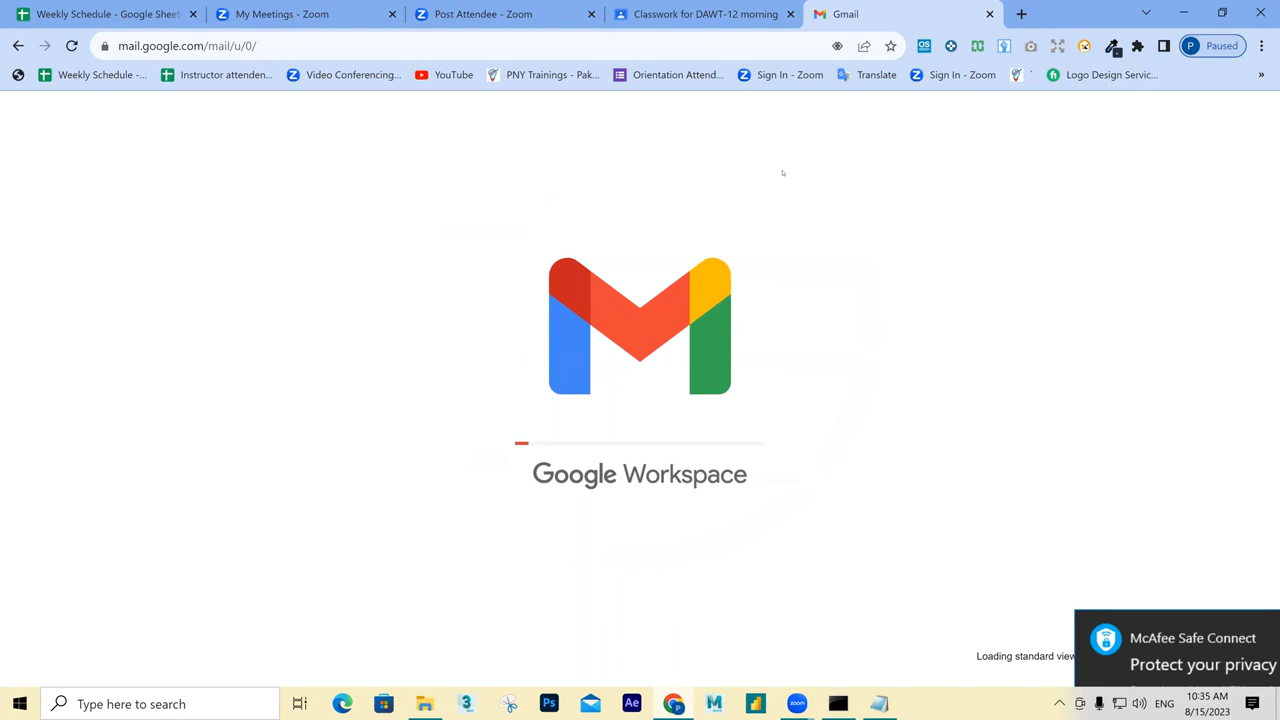 Weekly Schedule - Google Sheet
My Meetings - Zoom
Post Attendee - Zoom
Classwork for DAWT-12 morning
Gmail
mail.google.com/mail/u/0/
P Paused
Weekly Schedule -...
Instructor attenden...
Video Conferencing...
YouTube
PNY Trainings - Pak...
Orientation Attend...
Sign In - Zoom
Translate
Sign In - Zoom
Logo Design Servic...
Google Workspace
Loading standard view
McAfee Safe Connect
Protect your privacy
Type here to search
ENG
10:35 AM
8/15/2023